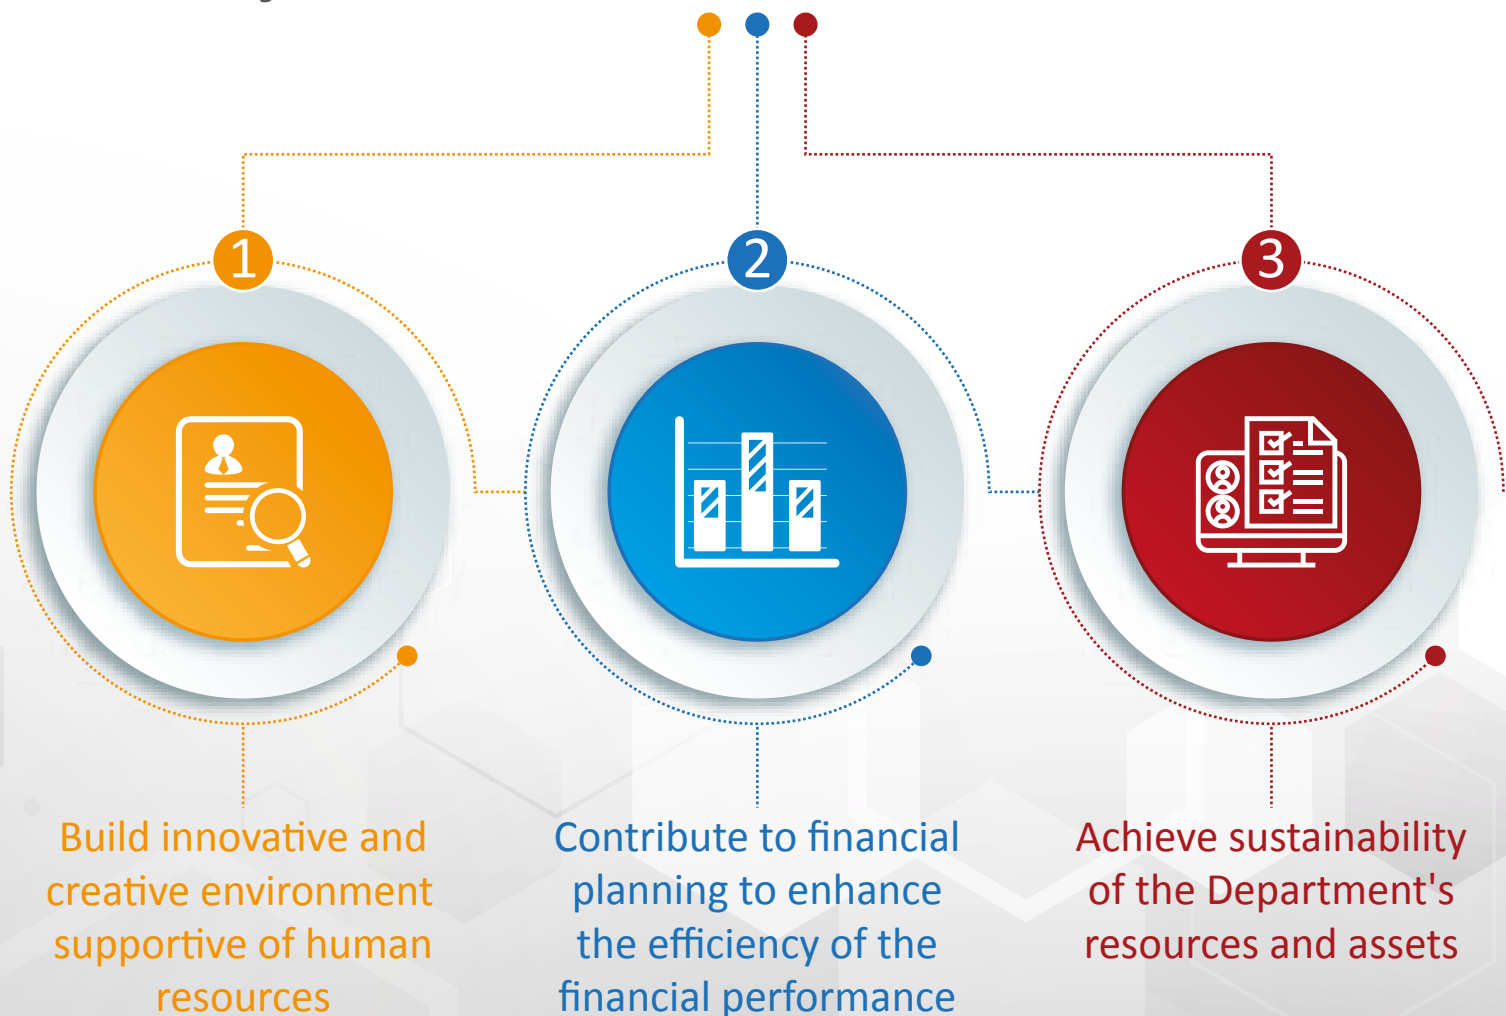 1
2
3
Build innovative and
creative environment
supportive of human
resources
Contribute to financial
planning to enhance
the efficiency of the
financial performance
Achieve sustainability
of the Department's
resources and assets